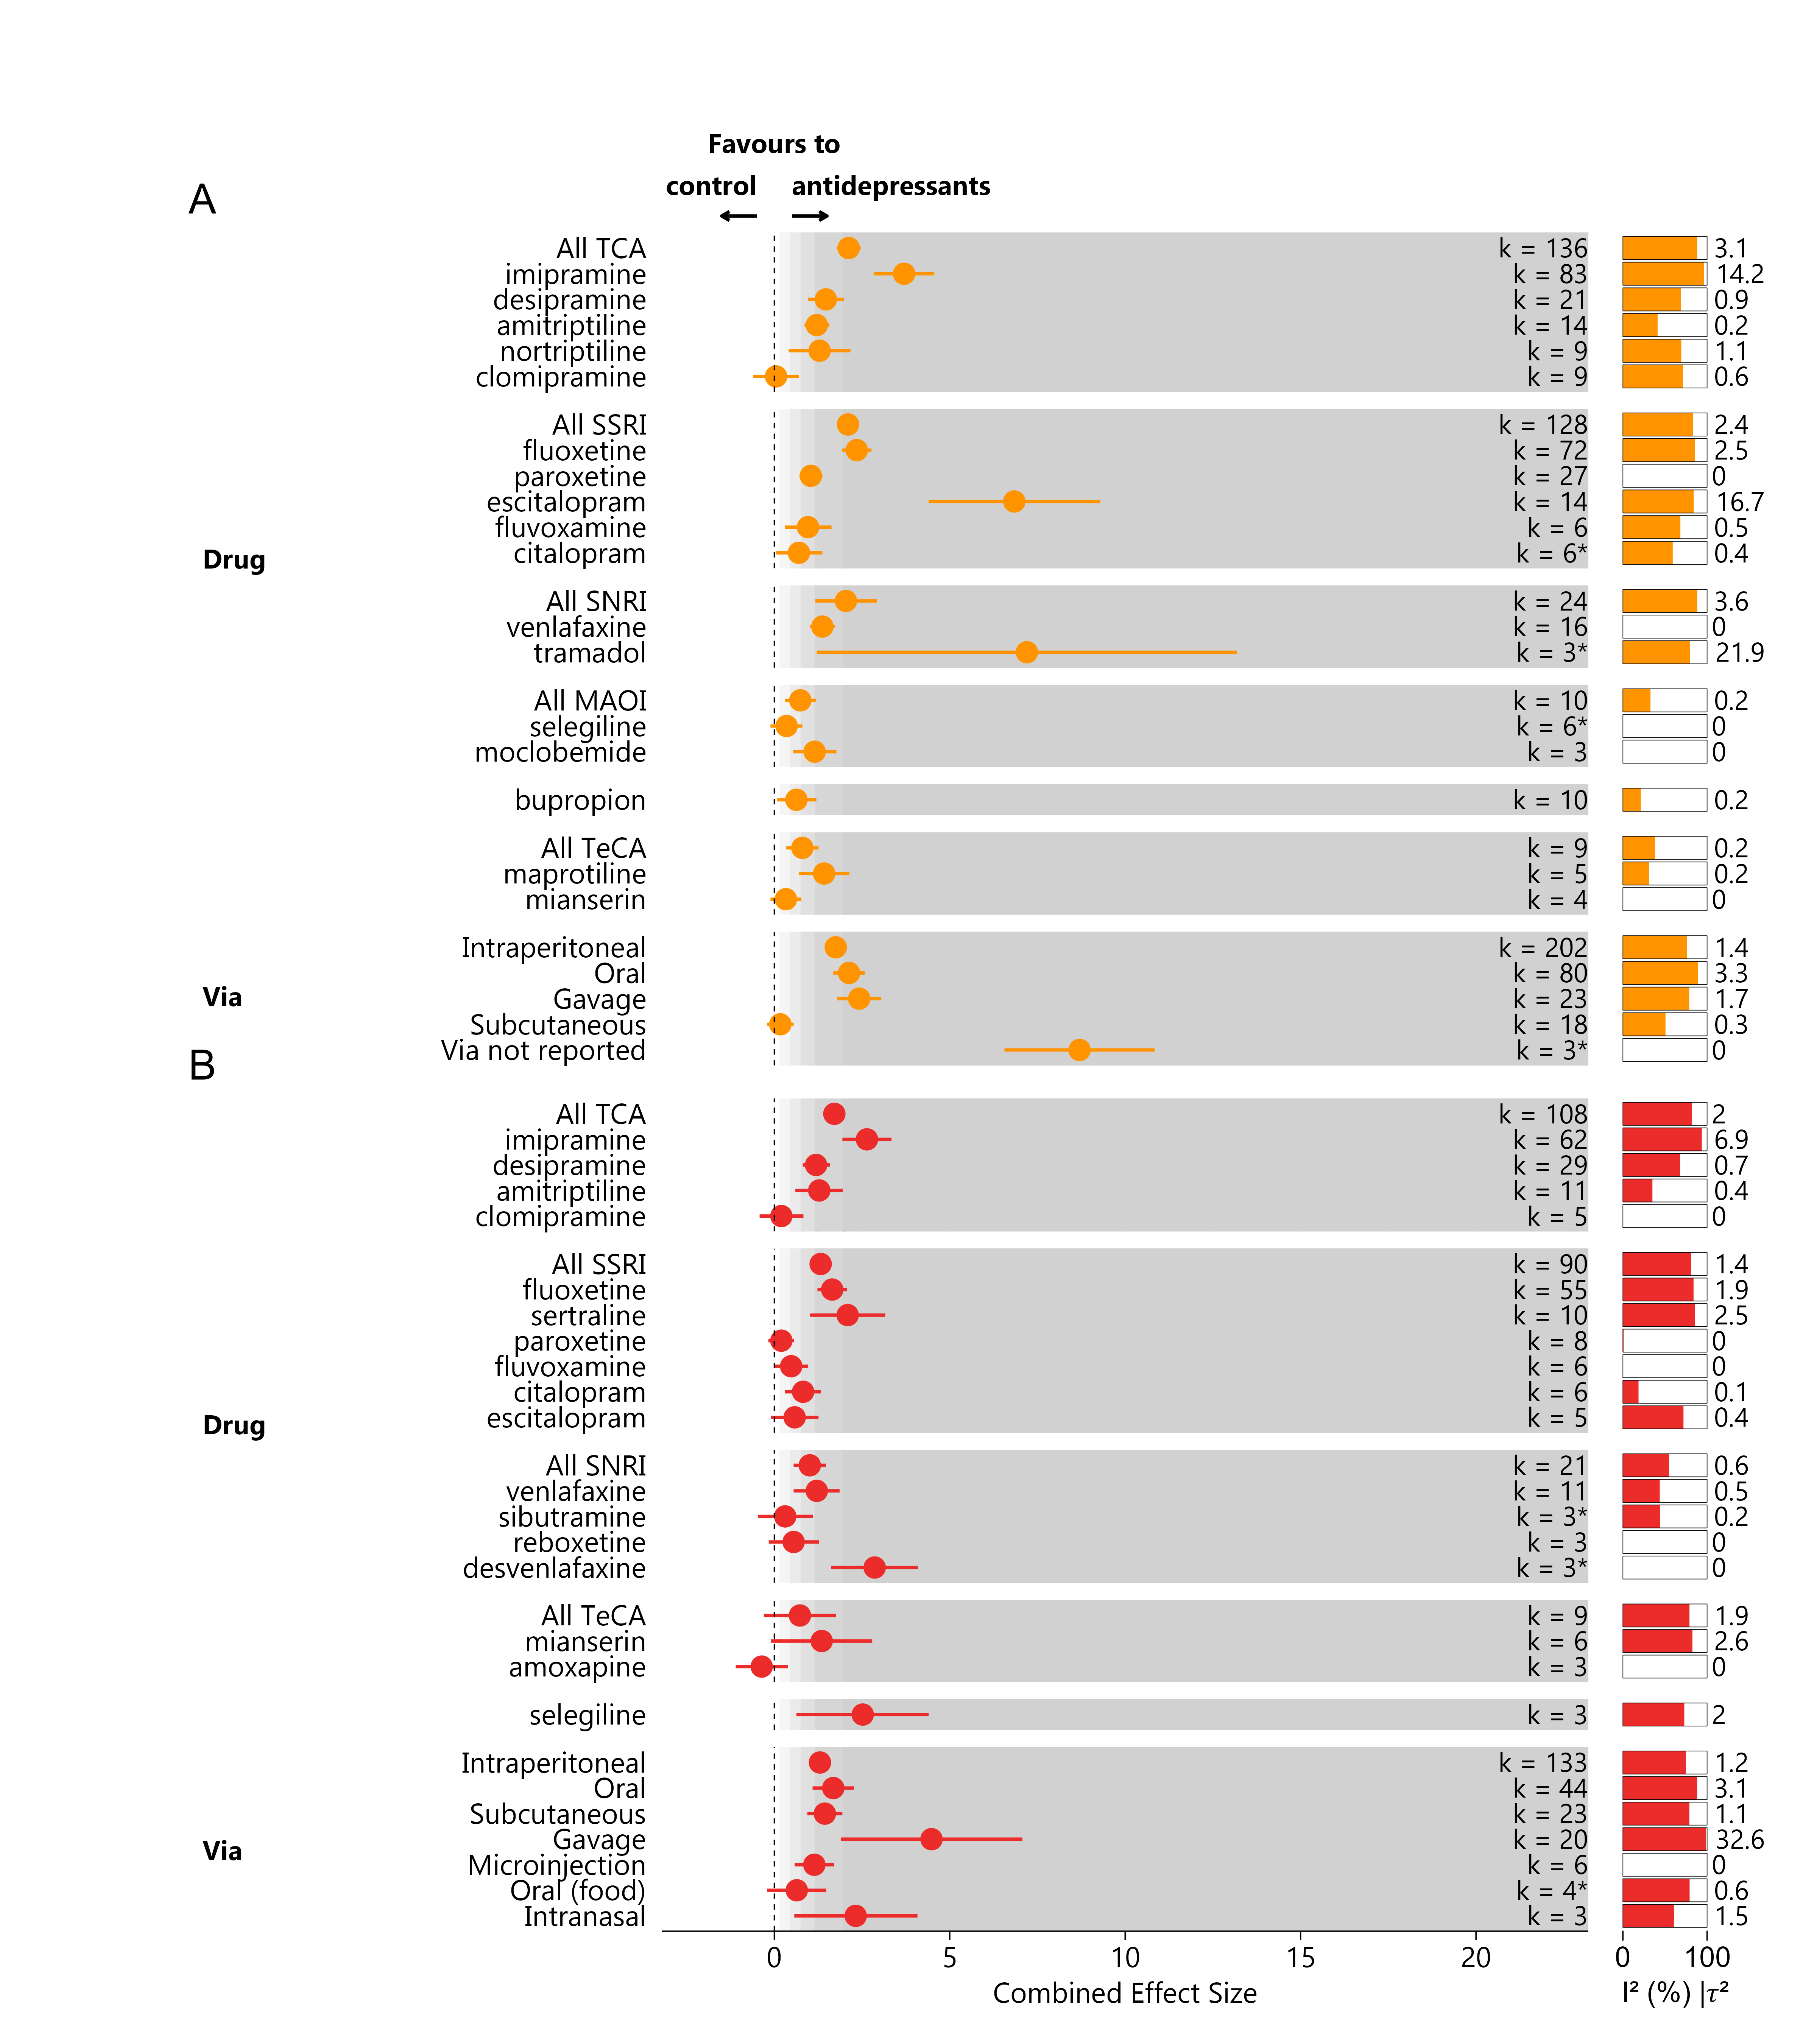 Favours to
control antidepressants
A
All TCA k = 136 3.1
imipramine k = 83 14.2
desipramine k = 21 0.9
amitriptiline k = 14 0.2
nortriptiline k = 9 1.1
clomipramine k = 9 0.6
All SSRI k = 128 2.4
fluoxetine k = 72 2.5
paroxetine k = 27 0
escitalopram k = 14 16.7
fluvoxamine k = 6 0.5
citalopram k = 6* 0.4
Drug
All SNRI k = 24 3.6
venlafaxine k = 16 0
tramadol k = 3* 21.9
All MAOI k = 10 0.2
selegiline k = 6* 0
moclobemide k = 3 0
bupropion k = 10 0.2
All TeCA k = 9 0.2
maprotiline k = 5 0.2
mianserin k = 4 0
Intraperitoneal k = 202 1.4
Oral k = 80 3.3
Via
Gavage k = 23 1.7
Subcutaneous k = 18 0.3
Via not reported k = 3* 0
B
All TCA k = 108 2
imipramine k = 62 6.9
desipramine k = 29 0.7
amitriptiline k = 11 0.4
clomipramine k = 5 0
All SSRI k = 90 1.4
fluoxetine k = 55 1.9
sertraline k = 10 2.5
paroxetine k = 8 0
fluvoxamine k = 6 0
citalopram k = 6 0.1
escitalopram k = 5 0.4
Drug
All SNRI k = 21 0.6
venlafaxine k = 11 0.5
sibutramine k = 3* 0.2
reboxetine k = 3 0
desvenlafaxine k = 3* 0
All TeCA k = 9 1.9
mianserin k = 6 2.6
amoxapine k = 3 0
selegiline k = 3 2
Intraperitoneal k = 133 1.2
Oral k = 44 3.1
Subcutaneous k = 23 1.1
Gavage k = 20 32.6
Via
Microinjection k = 6 0
Oral (food) k = 4* 0.6
Intranasal k = 3 1.5
0 5 10 15 20 0 100
Combined Effect Size I² (%) |τ²